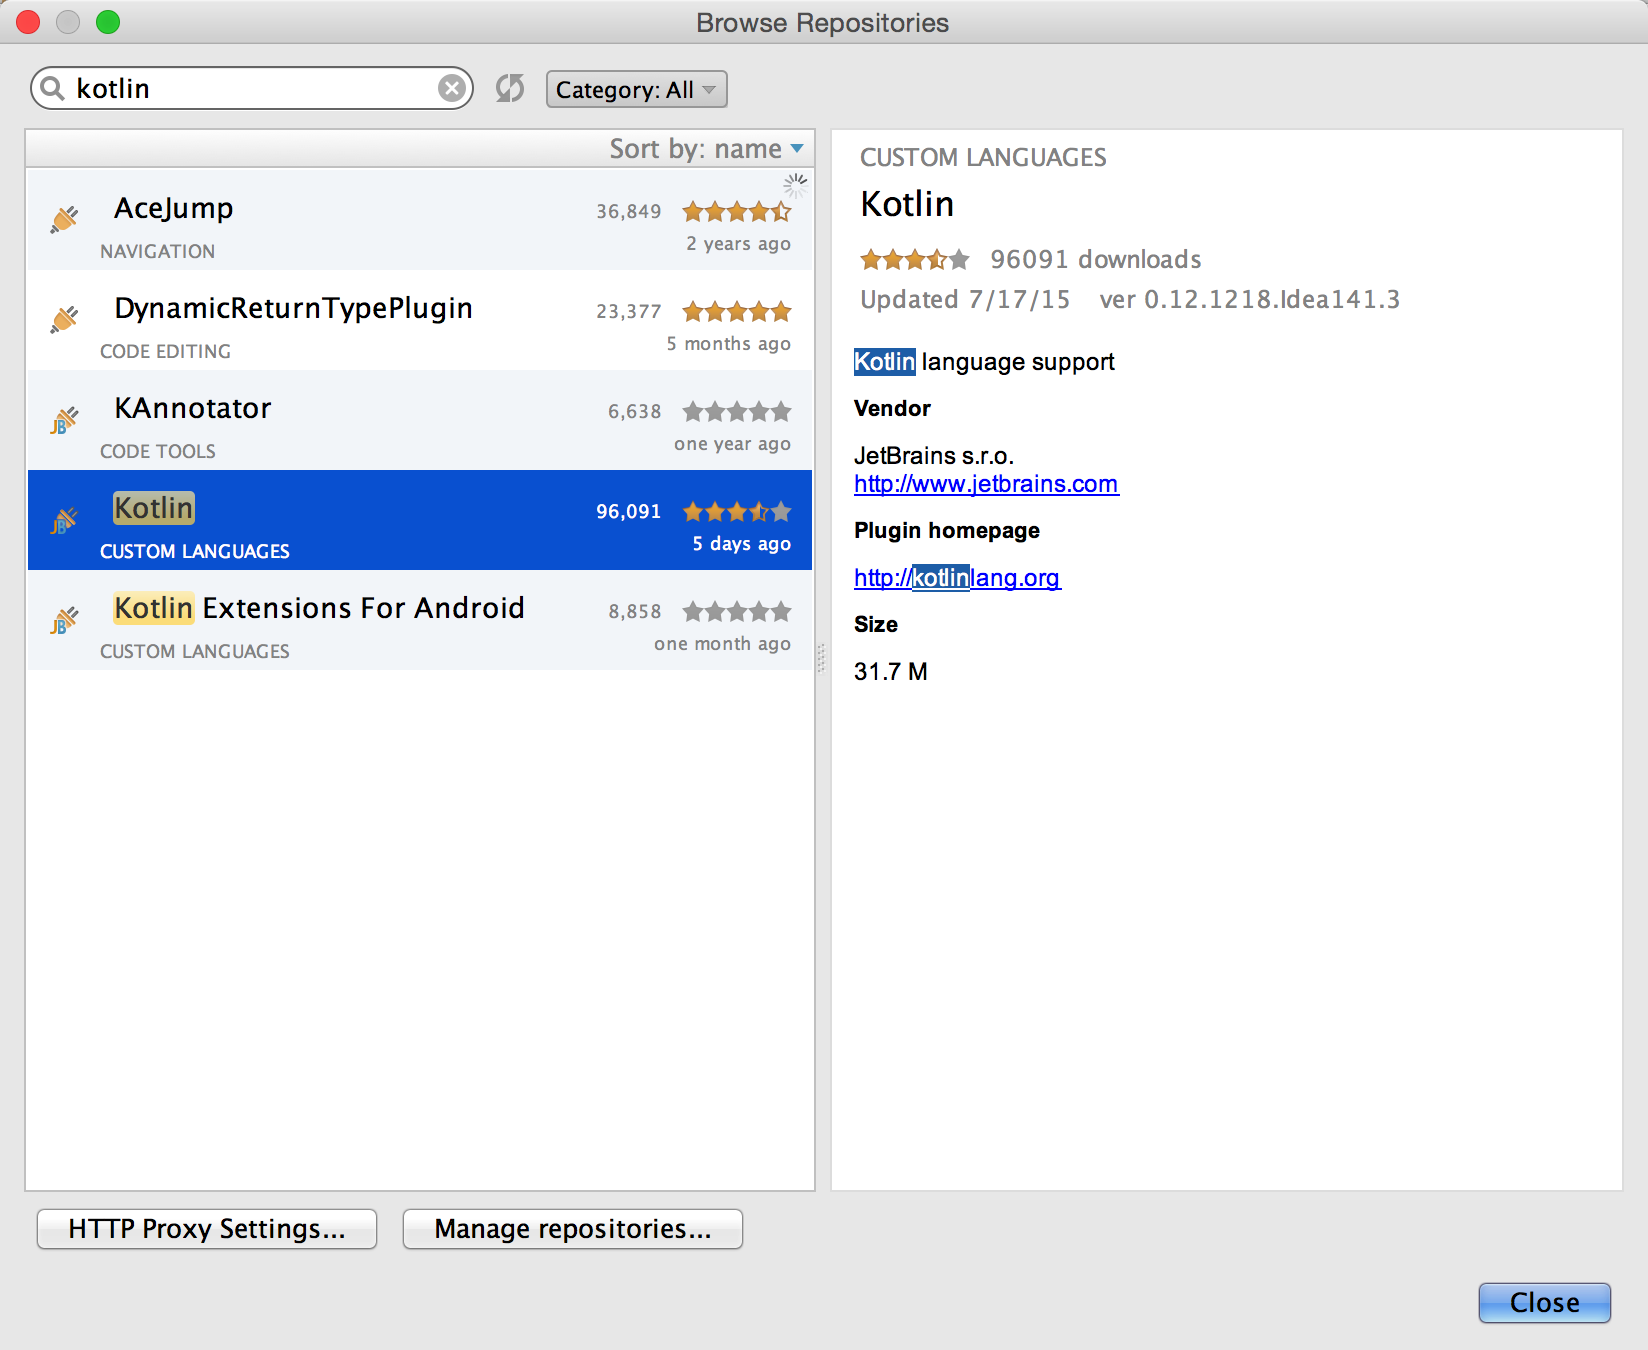 Browse Repositories
kotlin
Category: All
Sort by: name
AceJump 36,849
NAVIGATION 2 years ago
DynamicReturnTypePlugin 23,377
CODE EDITING 5 months ago
JB KAnnotator 6,638
CODE TOOLS one year ago
JB Kotlin 96,091
CUSTOM LANGUAGES 5 days ago
JB Kotlin Extensions For Android 8,858
CUSTOM LANGUAGES one month ago
CUSTOM LANGUAGES
Kotlin
96091 downloads
Updated 7/17/15 ver 0.12.1218.Idea141.3
Kotlin language support
Vendor
JetBrains s.r.o.
http://www.jetbrains.com
Plugin homepage
http://kotlinlang.org
Size
31.7 M
HTTP Proxy Settings... Manage repositories...
Close